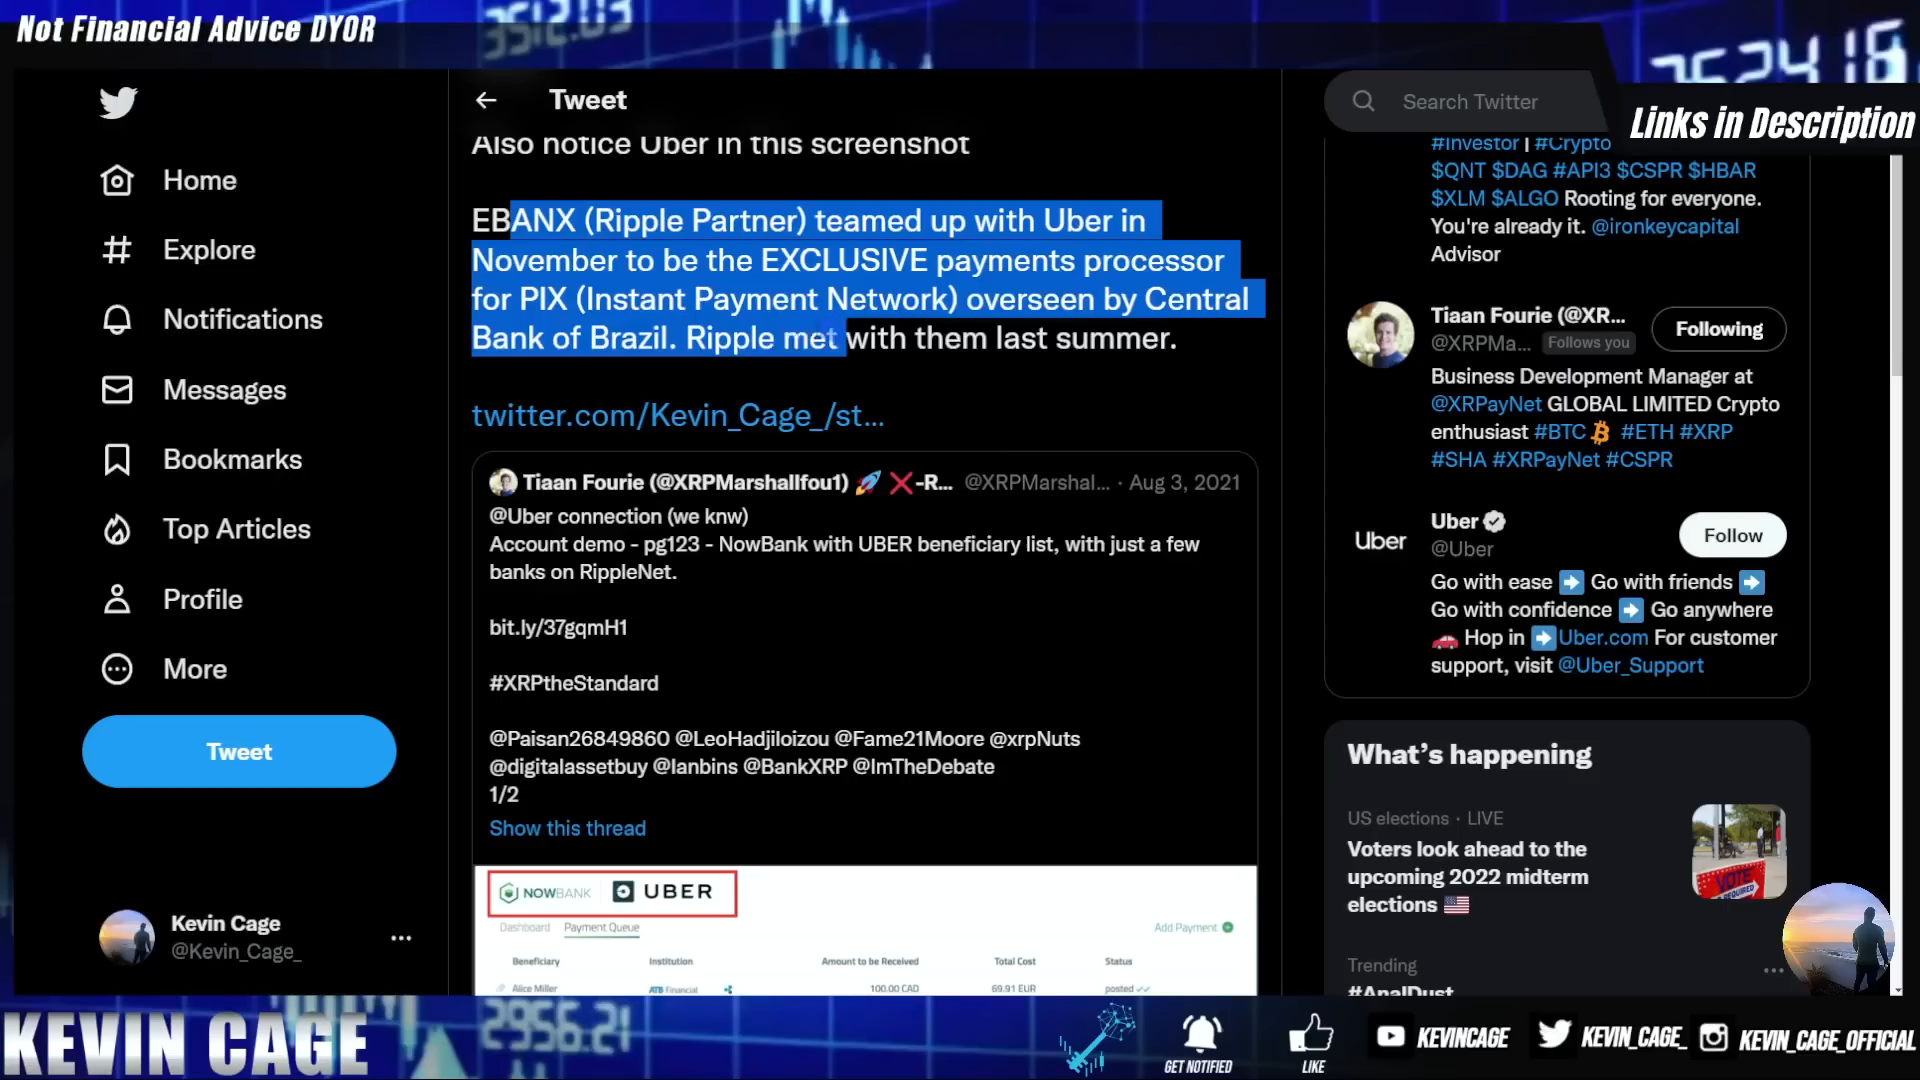 Not Financial Advice DYOR
3512.03
352416
Links in Description
Home
Explore
Notifications
Messages
Bookmarks
Top Articles
Profile
More
Tweet
Kevin Cage
@Kevin_Cage_
Tweet
Also notice Uber in this screenshot
EBANX (Ripple Partner) teamed up with Uber in
November to be the EXCLUSIVE payments processor
for PIX (Instant Payment Network) overseen by Central
Bank of Brazil. Ripple met with them last summer.
twitter.com/Kevin_Cage_/st...
Tiaan Fourie (@XRPMarshallfou1) 🚀 ❌-R... @XRPMarshal... · Aug 3, 2021
@Uber connection (we knw)
Account demo - pg123 - NowBank with UBER beneficiary list, with just a few
banks on RippleNet.
bit.ly/37gqmH1
#XRPtheStandard
@Paisan26849860 @LeoHadjiloizou @Fame21Moore @xrpNuts
@digitalassetbuy @Ianbins @BankXRP @ImTheDebate
1/2
Show this thread
NOWBANK UBER
Dashboard Payment Queue Add Payment
Beneficiary Institution Amount to be Received Total Cost Status
Alice Miller ATB Financial 100.00 CAD 69.91 EUR posted
Search Twitter
#Investor | #Crypto
$QNT $DAG #API3 $CSPR $HBAR
$XLM $ALGO Rooting for everyone.
You're already it. @ironkeycapital
Advisor
Tiaan Fourie (@XR...
@XRPMa... Follows you
Following
Business Development Manager at
@XRPayNet GLOBAL LIMITED Crypto
enthusiast #BTC #ETH #XRP
#SHA #XRPayNet #CSPR
Uber
Uber
@Uber
Follow
Go with ease ➡️ Go with friends ➡️
Go with confidence ➡️ Go anywhere
🚗 Hop in ➡️Uber.com For customer
support, visit @Uber_Support
What's happening
US elections · LIVE
Voters look ahead to the
upcoming 2022 midterm
elections 🇺🇸
VOTE
Trending
#AnalDust
KEVIN CAGE
2956.21
GET NOTIFIED
LIKE
KEVINCAGE
KEVIN_CAGE_
KEVIN_CAGE_OFFICIAL